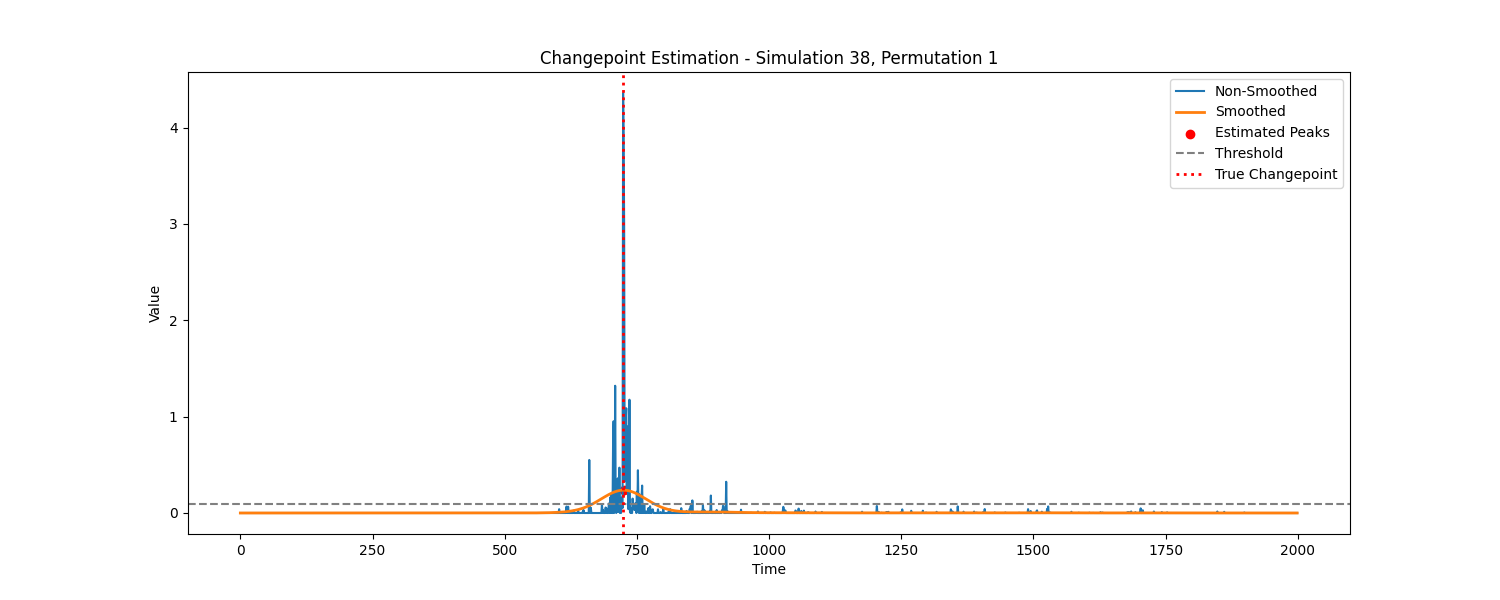 Changepoint Estimation - Simulation 38, Permutation 1
Non-Smoothed
Smoothed
Estimated Peaks
Threshold
True Changepoint
Value
4
3
2
1
0
0 250 500 750 1000 1250 1500 1750 2000
Time